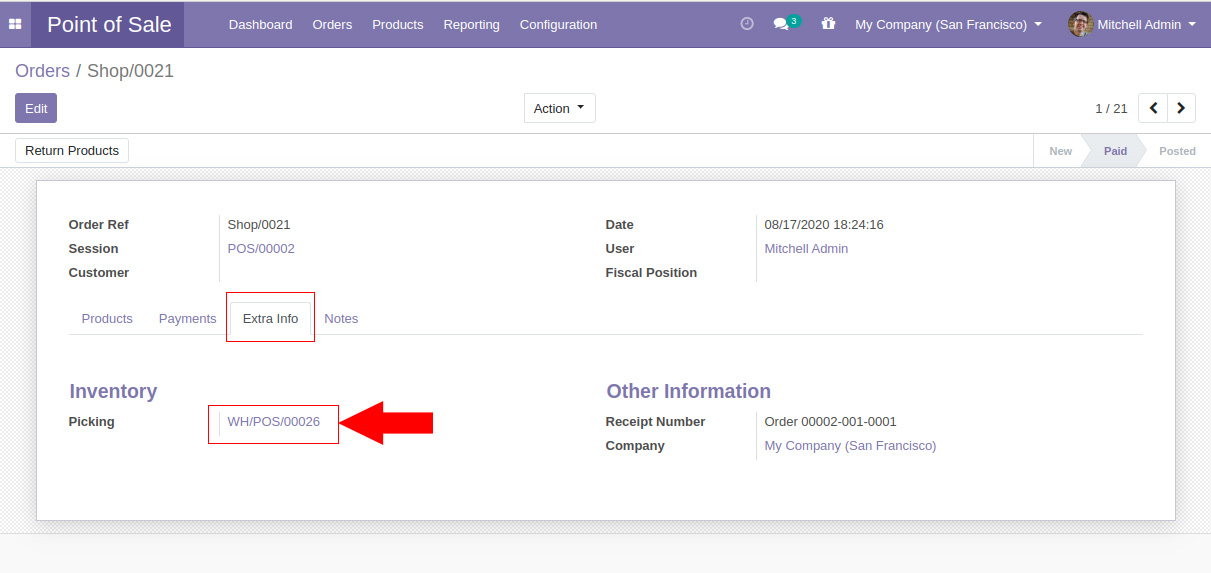 Point of Sale Dashboard Orders Products Reporting Configuration 3 My Company (San Francisco) Mitchell Admin
Orders / Shop/0021
Edit Action 1 / 21
Return Products New Paid Posted
Order Ref Shop/0021 Date 08/17/2020 18:24:16
Session POS/00002 User Mitchell Admin
Customer Fiscal Position
Products Payments Extra Info Notes
Inventory Other Information
Picking WH/POS/00026 Receipt Number Order 00002-001-0001
Company My Company (San Francisco)